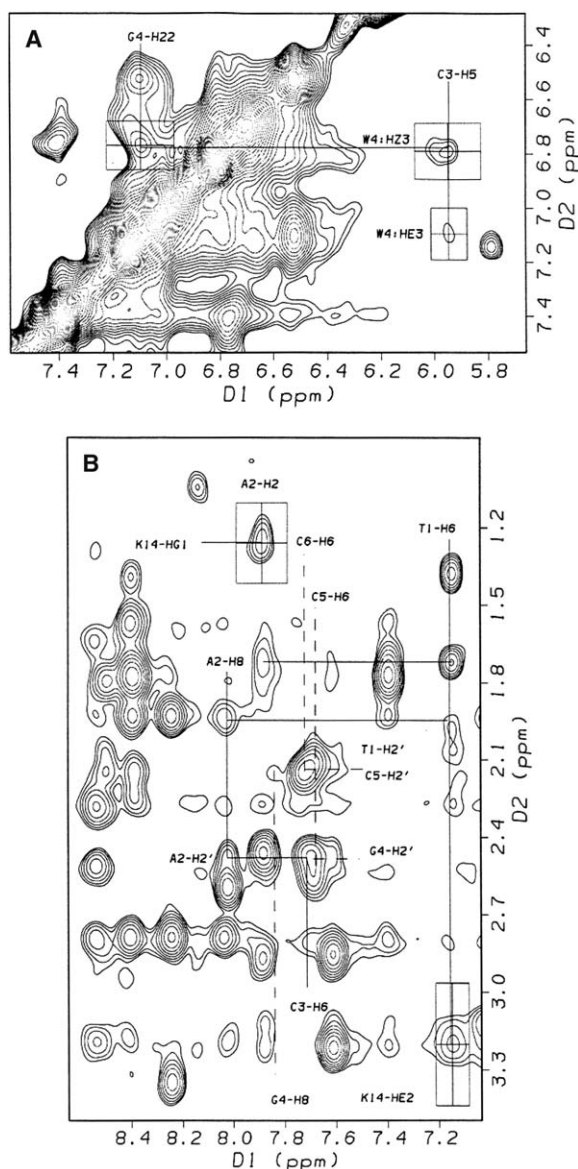 A
G4-H22
C3-H5
W4:HZ3
W4:HE3
6.4
6.6
6.8
7.0
7.2
7.4
D2 (ppm)
7.4 7.2 7.0 6.8 6.6 6.4 6.2 6.0 5.8
D1 (ppm)
B
A2-H2
T1-H6
K14-HG1
C6-H6
C5-H6
A2-H8
T1-H2'
C5-H2'
A2-H2'
G4-H2'
C3-H6
G4-H8
K14-HE2
1.2
1.5
1.8
2.1
2.4
2.7
3.0
3.3
D2 (ppm)
8.4 8.2 8.0 7.8 7.6 7.4 7.2
D1 (ppm)